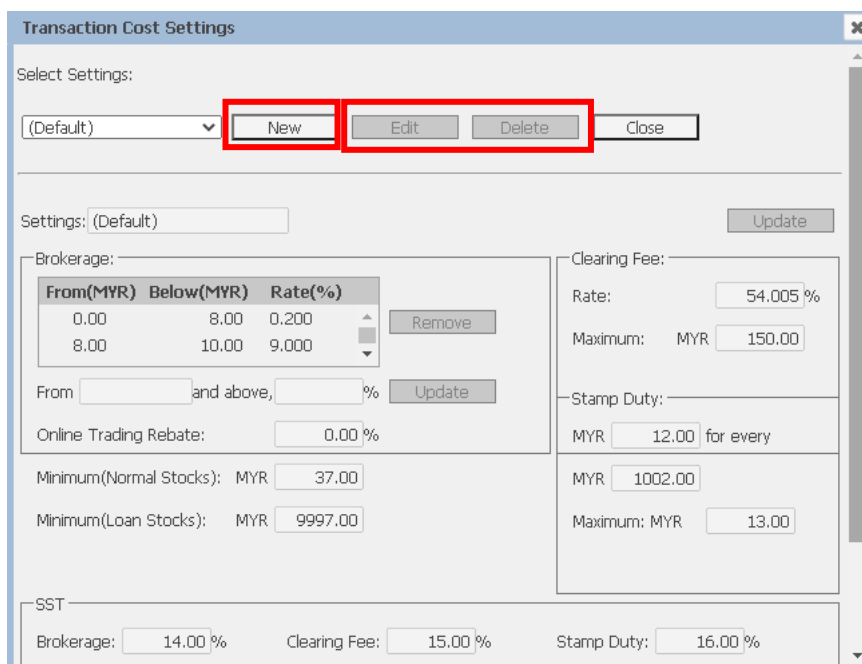 Transaction Cost Settings
Select Settings:
(Default) New Edit Delete Close
Settings: (Default) Update
Brokerage:
From(MYR) Below(MYR) Rate(%)
0.00 8.00 0.200
8.00 10.00 9.000
Remove
From and above, % Update
Online Trading Rebate: 0.00 %
Minimum(Normal Stocks): MYR 37.00
Minimum(Loan Stocks): MYR 9997.00
Clearing Fee:
Rate: 54.005 %
Maximum: MYR 150.00
Stamp Duty:
MYR 12.00 for every
MYR 1002.00
Maximum: MYR 13.00
SST
Brokerage: 14.00 % Clearing Fee: 15.00 % Stamp Duty: 16.00 %